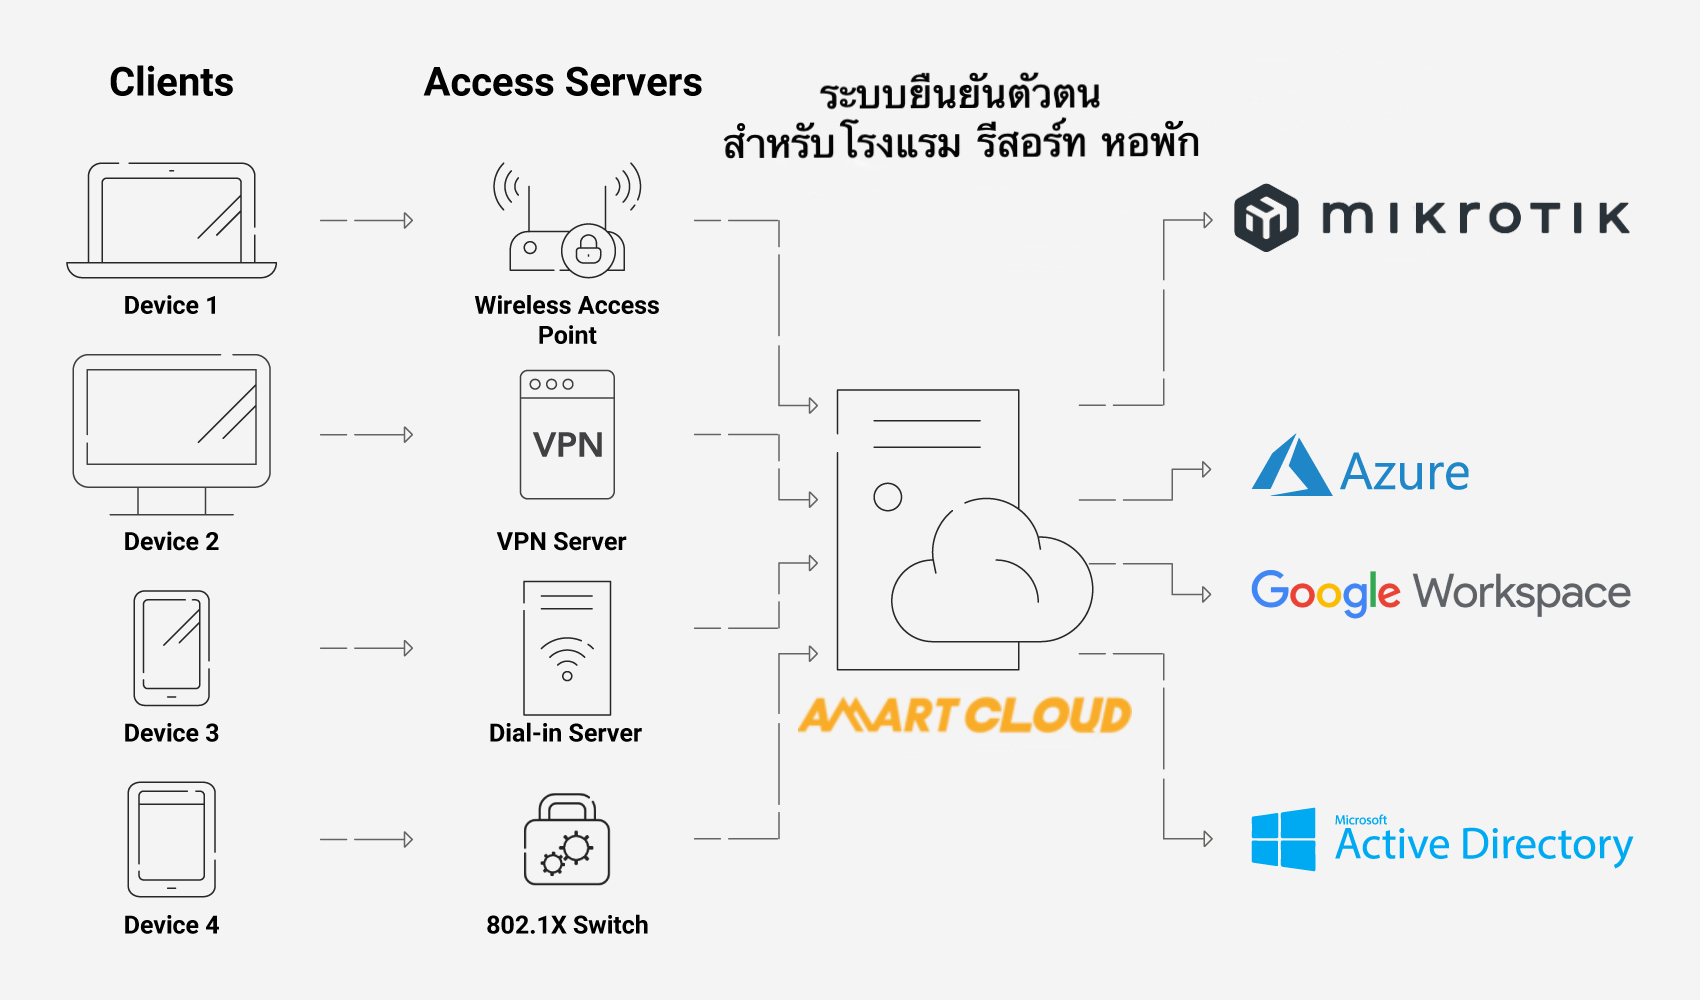 Clients
Access Servers
ระบบยืนยันตัวตน
สำหรับโรงแรม รีสอร์ท หอพัก
Device 1
Wireless Access
Point
mikrotik
Device 2
VPN
VPN Server
Azure
Google Workspace
Device 3
Dial-in Server
AMART CLOUD
Device 4
802.1X Switch
Microsoft
Active Directory